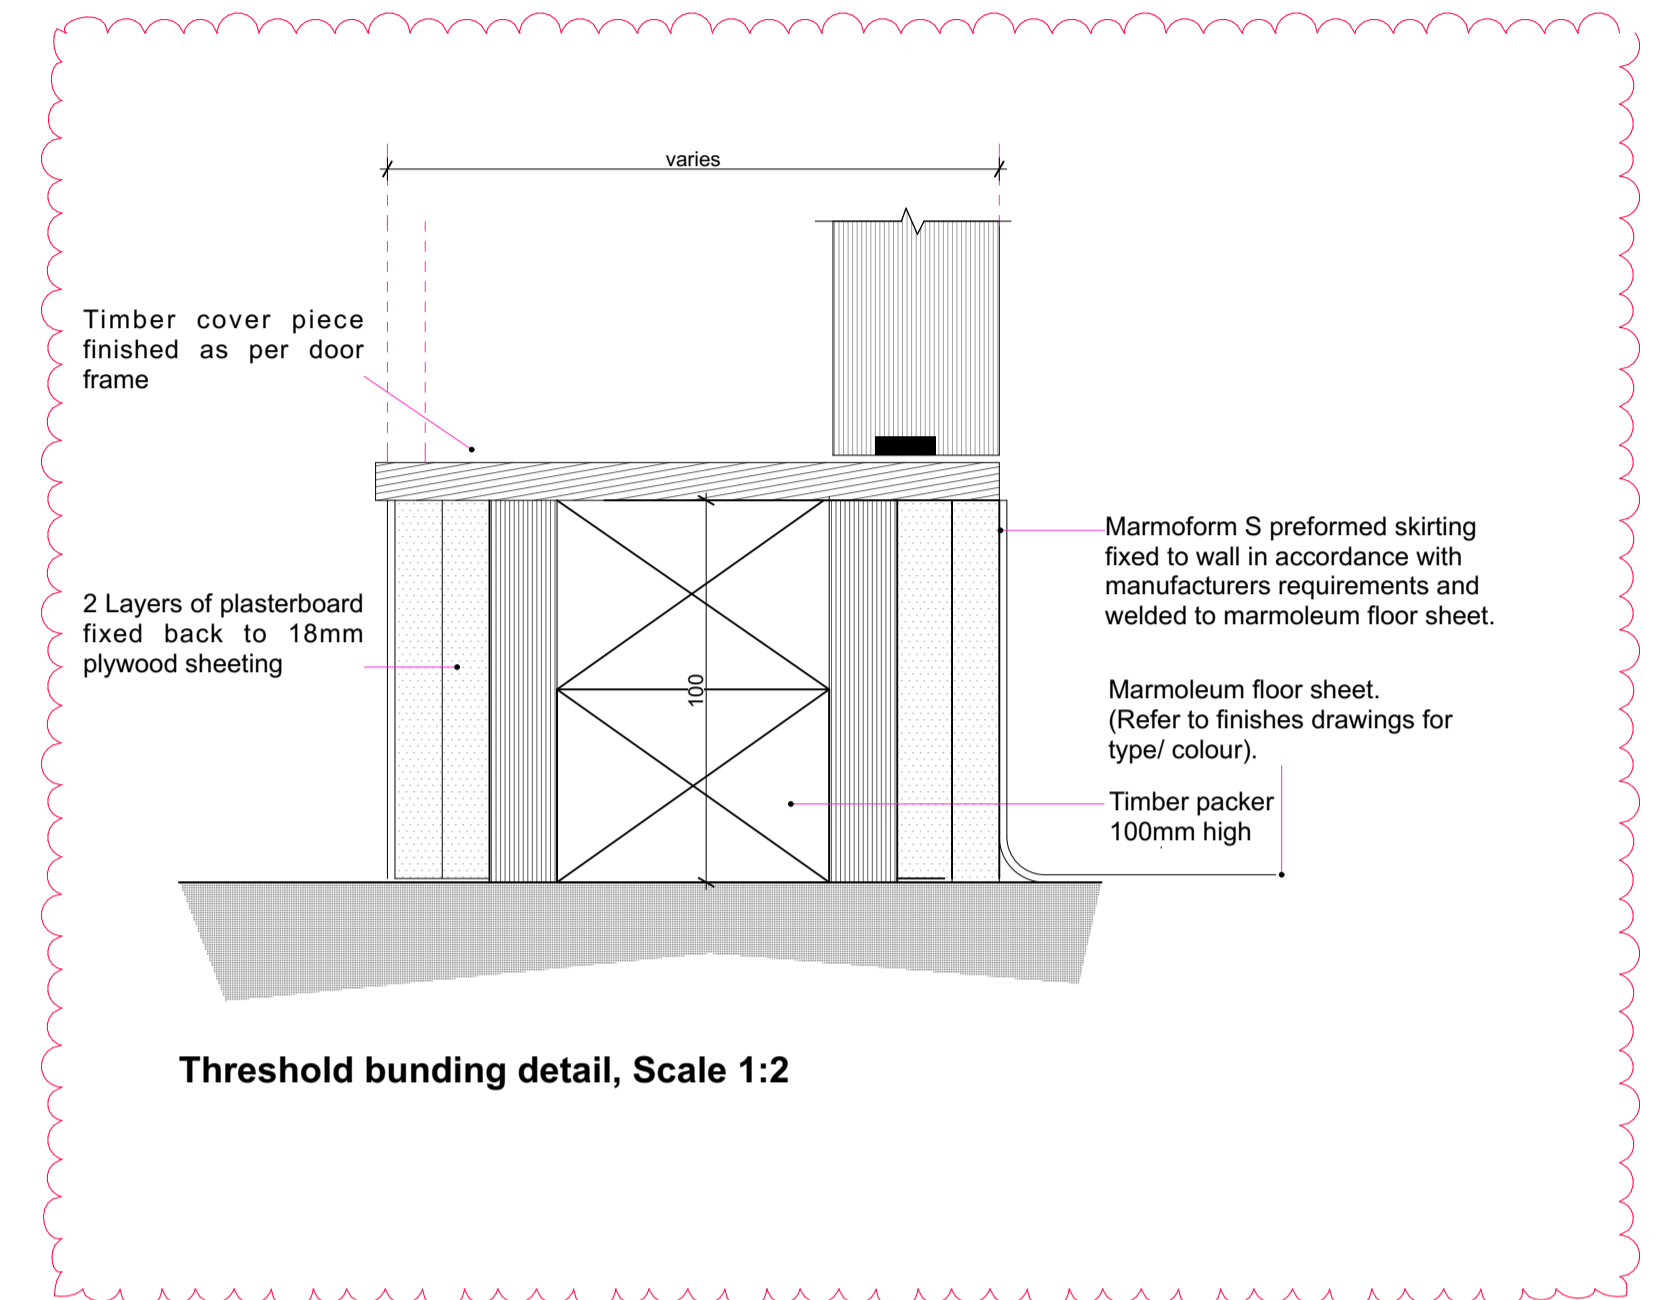 varies
Timber cover piece
finished as per door
frame
Marmoform S preformed skirting
fixed to wall in accordance with
manufacturers requirements and
welded to marmoleum floor sheet.
2 Layers of plasterboard
fixed back to 18mm
plywood sheeting
100
Marmoleum floor sheet.
(Refer to finishes drawings for
type/ colour).
Timber packer
100mm high
Threshold bunding detail, Scale 1:2